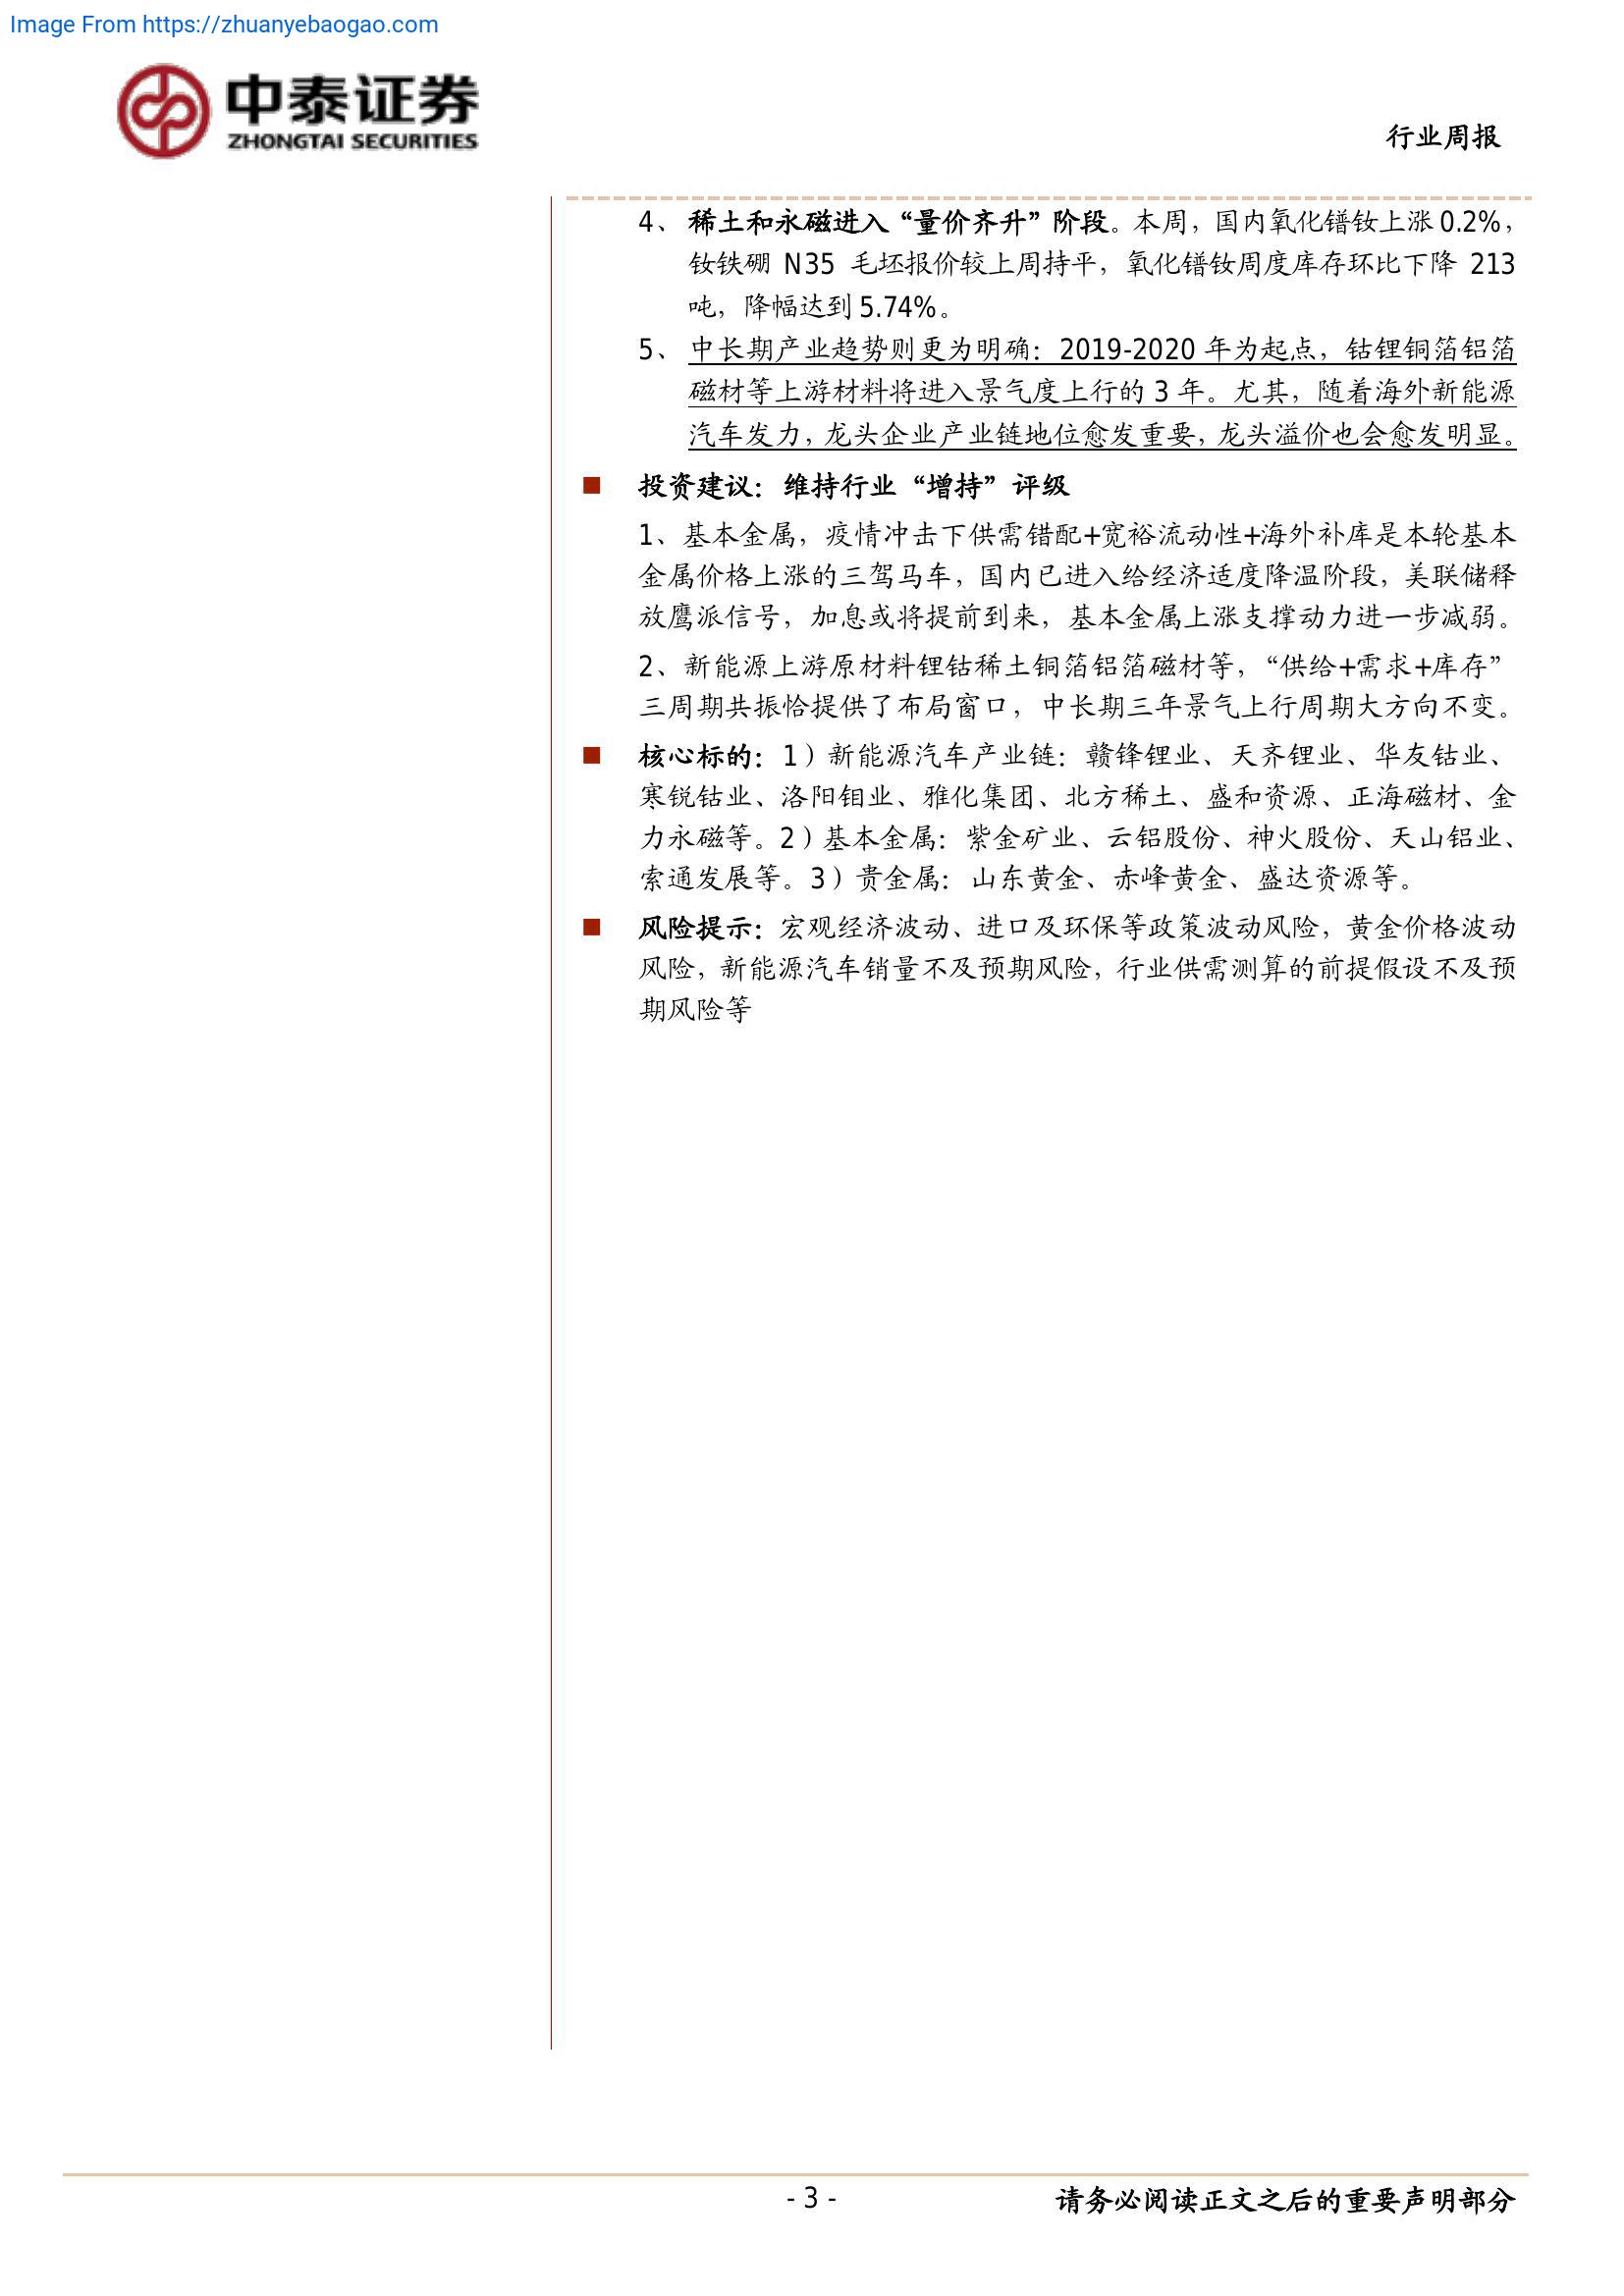 Image From https://zhuanyebaogao.com
中泰证券
ZHONGTAI SECURITIES
行业周报
4、 稀土和永磁进入“量价齐升”阶段。本周，国内氧化镨钕上涨 0.2%，
钕铁硼 N35 毛坯报价较上周持平，氧化镨钕周度库存环比下降 213
吨，降幅达到 5.74%。
5、 中长期产业趋势则更为明确：2019-2020 年为起点，钴锂铜箔铝箔
磁材等上游材料将进入景气度上行的 3 年。尤其，随着海外新能源
汽车发力，龙头企业产业链地位愈发重要，龙头溢价也会愈发明显。
■ 投资建议：维持行业“增持”评级
1、基本金属，疫情冲击下供需错配+宽裕流动性+海外补库是本轮基本
金属价格上涨的三驾马车，国内已进入给经济适度降温阶段，美联储释
放鹰派信号，加息或将提前到来，基本金属上涨支撑动力进一步减弱。
2、新能源上游原材料锂钴稀土铜箔铝箔磁材等，“供给+需求+库存”
三周期共振恰提供了布局窗口，中长期三年景气上行周期大方向不变。
■ 核心标的：1）新能源汽车产业链：赣锋锂业、天齐锂业、华友钴业、
寒锐钴业、洛阳钼业、雅化集团、北方稀土、盛和资源、正海磁材、金
力永磁等。2）基本金属：紫金矿业、云铝股份、神火股份、天山铝业、
索通发展等。3）贵金属：山东黄金、赤峰黄金、盛达资源等。
■ 风险提示：宏观经济波动、进口及环保等政策波动风险，黄金价格波动
风险，新能源汽车销量不及预期风险，行业供需测算的前提假设不及预
期风险等
- 3 -
请务必阅读正文之后的重要声明部分